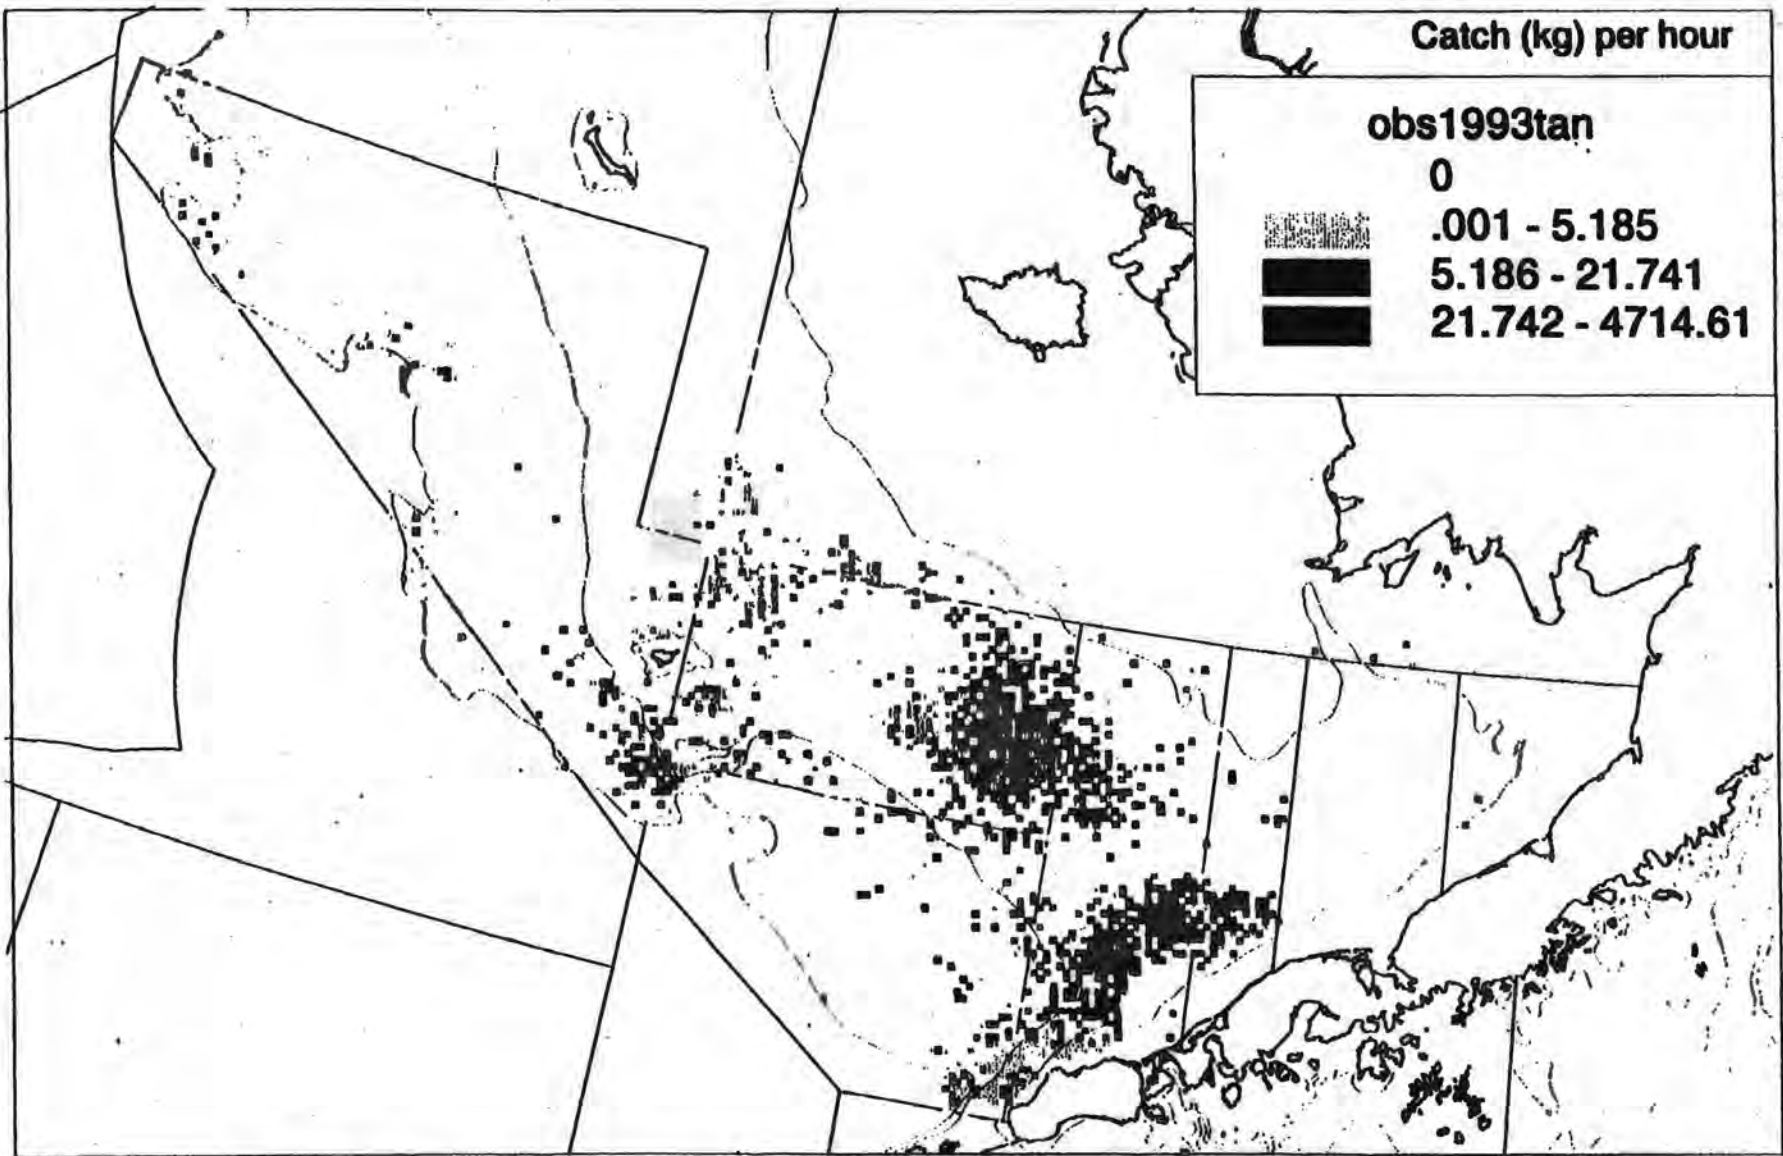 Catch (kg) per hour
obs1993tan
0
.001 - 5.185
5.186 - 21.741
21.742 - 4714.61